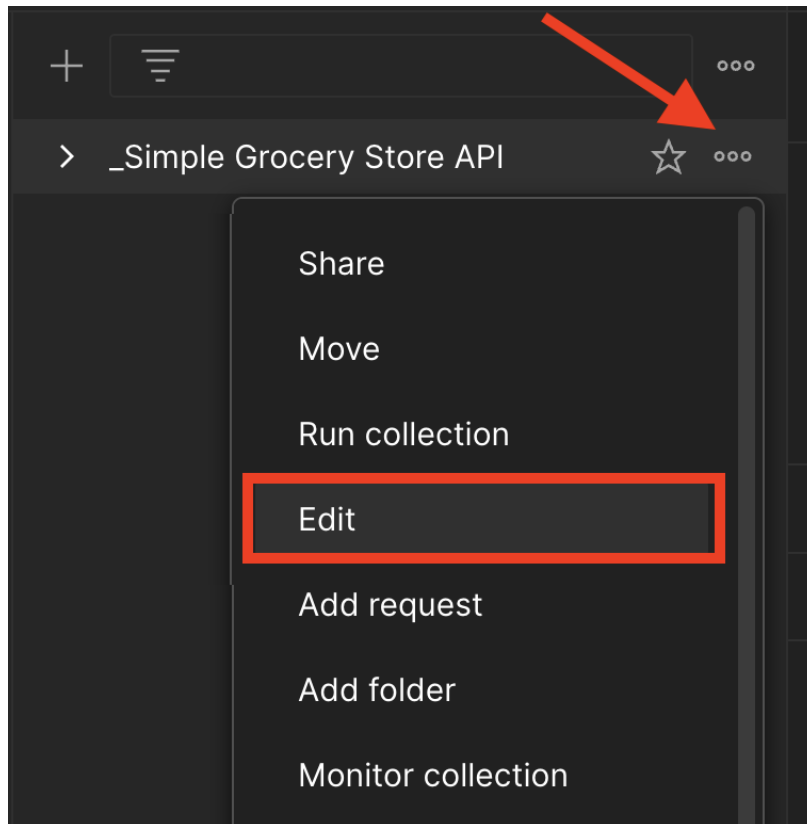 _Simple Grocery Store API
Share
Move
Run collection
Edit
Add request
Add folder
Monitor collection